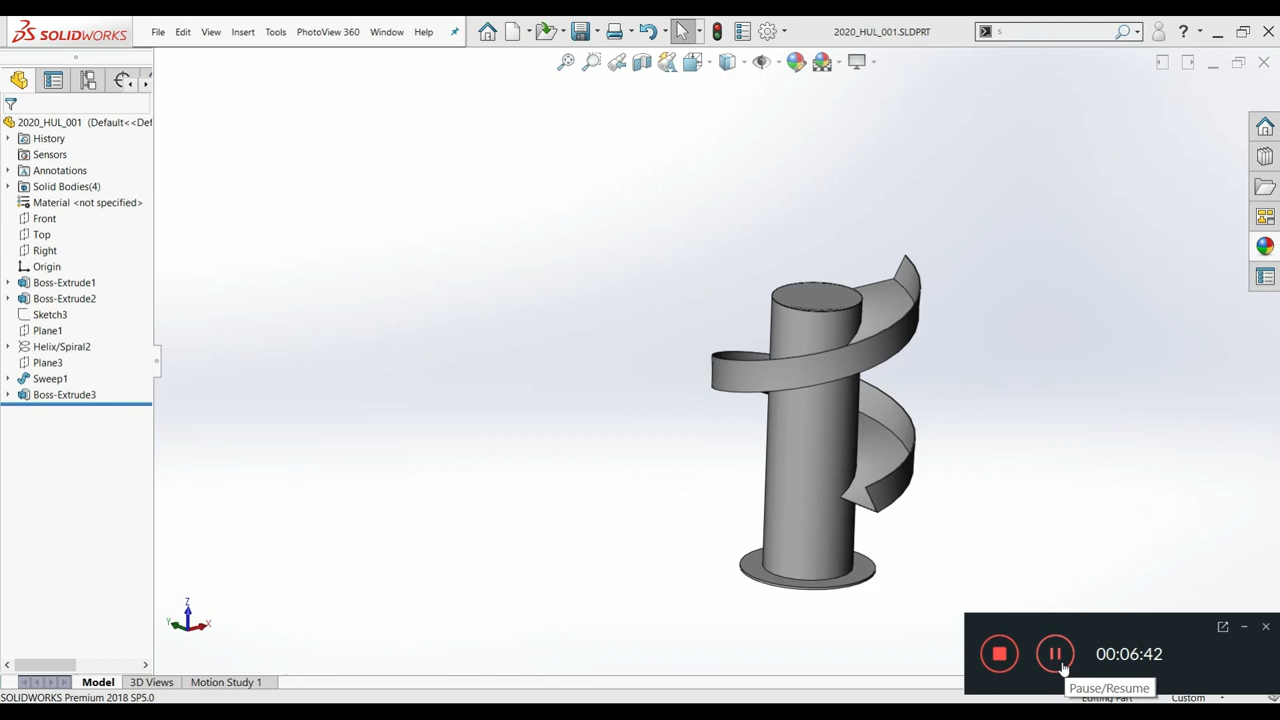 SOLIDWORKS File Edit View Insert Tools PhotoView 360 Window Help 2020_HUL_001.SLDPRT s ?
2020_HUL_001 (Default<<Def
History
Sensors
Annotations
Solid Bodies(4)
Material <not specified>
Front
Top
Right
Origin
Boss-Extrude1
Boss-Extrude2
Sketch3
Plane1
Helix/Spiral2
Plane3
Sweep1
Boss-Extrude3
Z
Y X
00:06:42
Pause/Resume
Model 3D Views Motion Study 1
SOLIDWORKS Premium 2018 SP5.0 Editing Part Custom